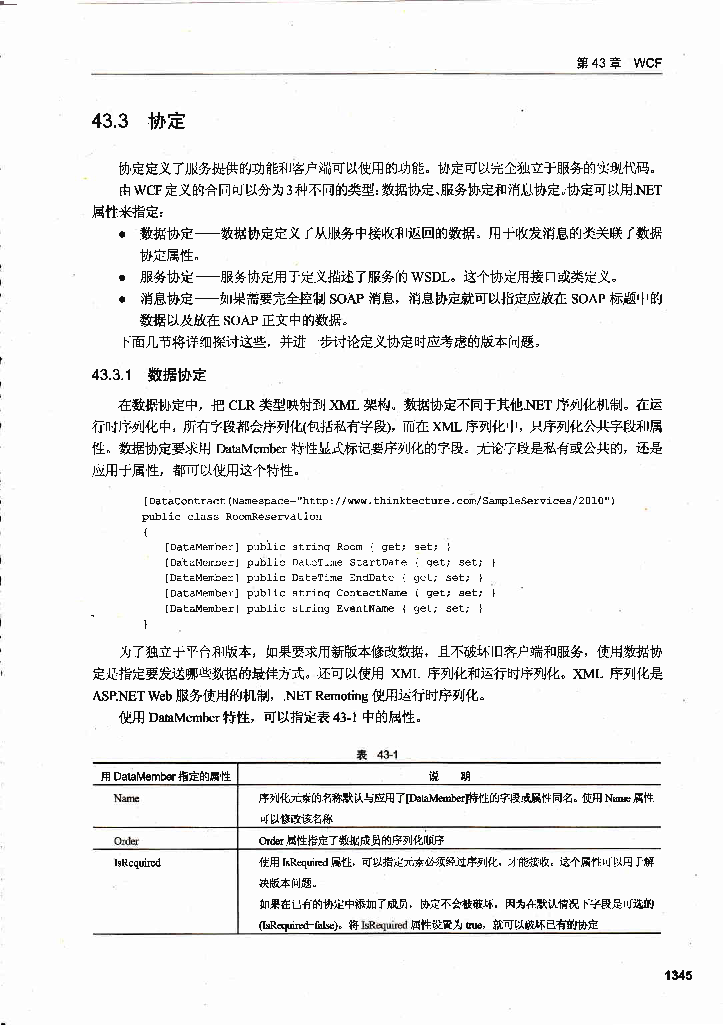 第 43 章 WCF
43.3 协定
协定定义了服务提供的功能和客户端可以使用的功能。协定可以完全独立于服务的实现代码。
由 WCF 定义的合同可以分为 3 种不同的类型：数据协定、服务协定和消息协定。协定可以用.NET
属性来指定：
● 数据协定——数据协定定义了从服务中接收和返回的数据。用于收发消息的类关联了数据
协定属性。
● 服务协定——服务协定用于定义描述了服务的 WSDL。这个协定用接口或类定义。
● 消息协定——如果需要完全控制 SOAP 消息，消息协定就可以指定应放在 SOAP 标题中的
数据以及放在 SOAP 正文中的数据。
下面几节将详细探讨这些，并进一步讨论定义协定时应考虑的版本问题。
43.3.1 数据协定
在数据协定中，把 CLR 类型映射到 XML 架构。数据协定不同于其他.NET 序列化机制。在运
行时序列化中，所有字段都会序列化(包括私有字段)，而在 XML 序列化中，只序列化公共字段和属
性。数据协定要求用 DataMember 特性显式标记要序列化的字段。无论字段是私有或公共的，还是
应用于属性，都可以使用这个特性。
[DataContract(Namespace="http://www.thinktecture.com/SampleServices/2010")
public class RoomReservation
{
[DataMember] public string Room { get; set; }
[DataMember] public DateTime StartDate { get; set; }
[DataMember] public DateTime EndDate { get; set; }
[DataMember] public string ContactName { get; set; }
[DataMember] public string EventName { get; set; }
}
为了独立于平台和版本，如果要求用新版本修改数据，且不破坏旧客户端和服务，使用数据协
定是指定要发送哪些数据的最佳方式。还可以使用 XML 序列化和运行时序列化。XML 序列化是
ASP.NET Web 服务使用的机制，.NET Remoting 使用运行时序列化。
使用 DataMember 特性，可以指定表 43-1 中的属性。
表 43-1
用 DataMember 指定的属性 说 明
Name 序列化元素的名称默认与应用了[DataMember]特性的字段或属性同名。使用 Name 属性
可以修改该名称
Order Order 属性指定了数据成员的序列化顺序
IsRequired 使用 IsRequired 属性，可以指定元素必须经过序列化，才能接收。这个属性可以用于解
决版本问题。
如果在已有的协定中添加了成员，协定不会被破坏，因为在默认情况下字段是可选的
(IsRequired=false)。将 IsRequired 属性设置为 true，就可以破坏已有的协定
1345